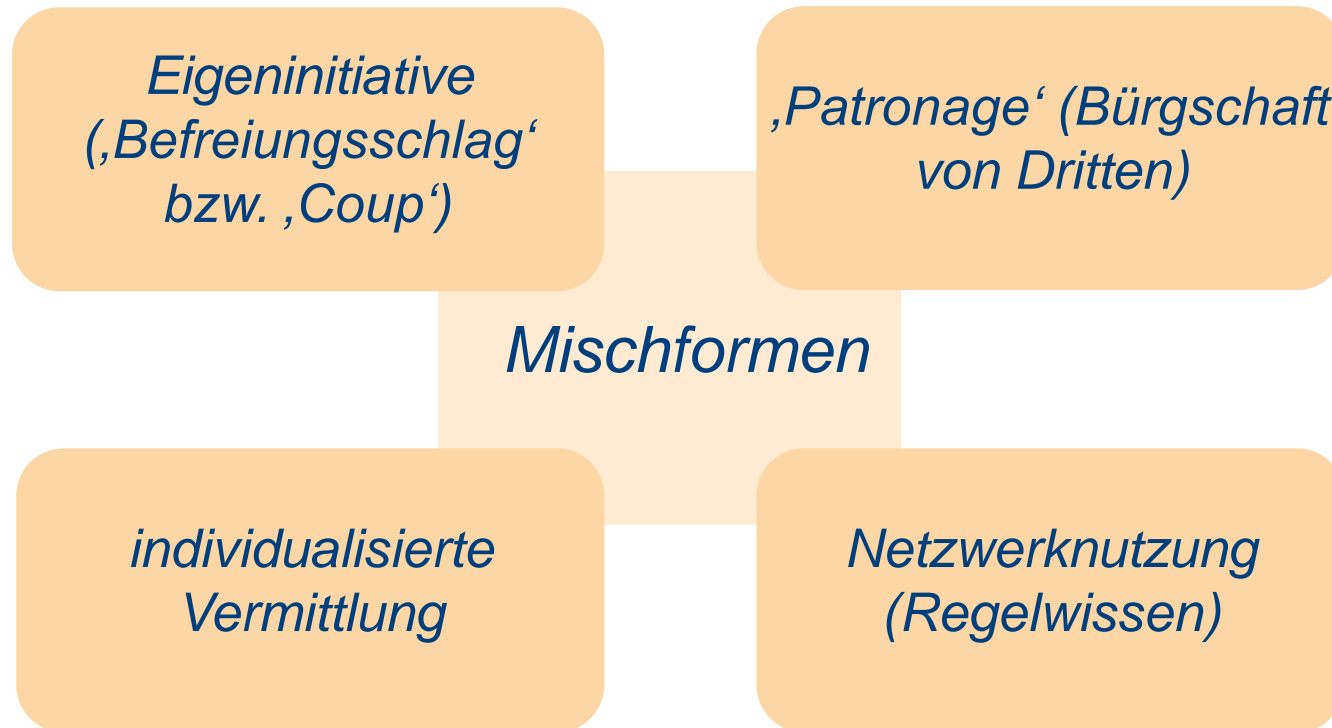 Eigeninitiative
(‚Befreiungsschlag‘
bzw. ‚Coup‘)
‚Patronage‘ (Bürgschaft
von Dritten)
Mischformen
individualisierte
Vermittlung
Netzwerknutzung
(Regelwissen)